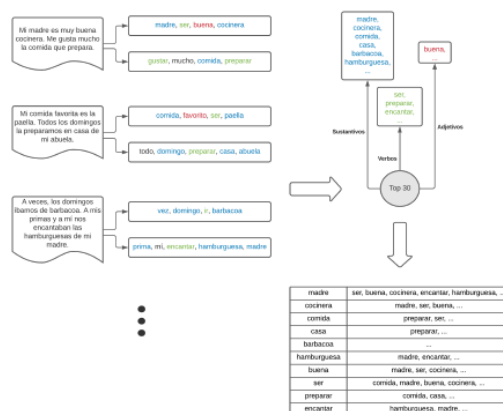 Mi madre es muy buena
cocinera. Me gusta mucho
la comida que prepara.
madre, ser, buena, cocinera
gustar, mucho, comida, preparar
Mi comida favorita es la
paella. Todos los domingos
la preparamos en casa de
mi abuela.
comida, favorito, ser, paella
todo, domingo, preparar, casa, abuela
A veces, los domingos
íbamos de barbacoa. A mis
primas y a mí nos
encantaban las
hamburguesas de mi
madre.
vez, domingo, e, barbacoa
prima, mí, encantar, hamburguesa, madre
madre,
cocinera,
comida,
casa,
barbacoa,
hamburguesa,
...
buena,
...
ser,
preparar,
encantar,
...
Sustantivos
Verbos
Adjetivos
Top 30
madre ser, buena, cocinera, encantar, hamburguesa, ...
cocinera madre, ser, buena, ...
comida preparar, ser, ...
casa preparar, ...
barbacoa ...
hamburguesa madre, encantar, ...
buena madre, ser, cocinera, ...
ser comida, madre, buena, cocinera, ...
preparar comida, casa, ...
encantar hamburguesa, madre, ...